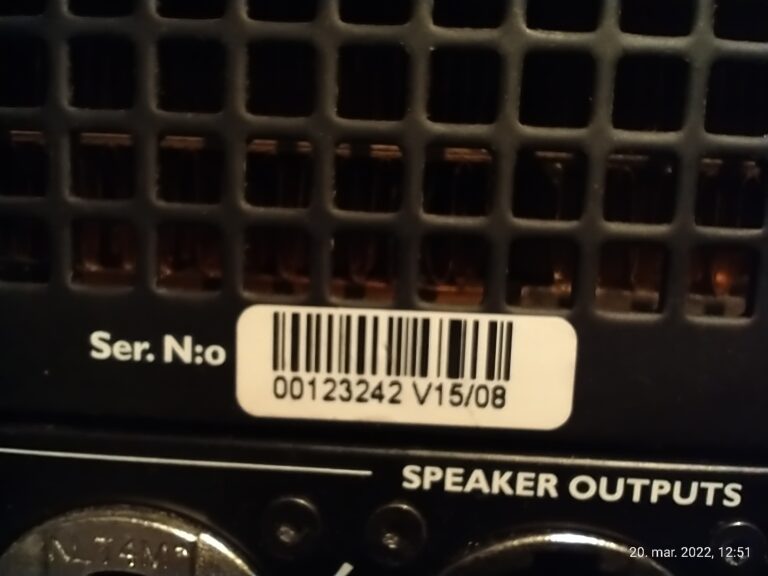 Ser. N:o
00123242 V15/08
SPEAKER OUTPUTS
20. mar. 2022, 12:51